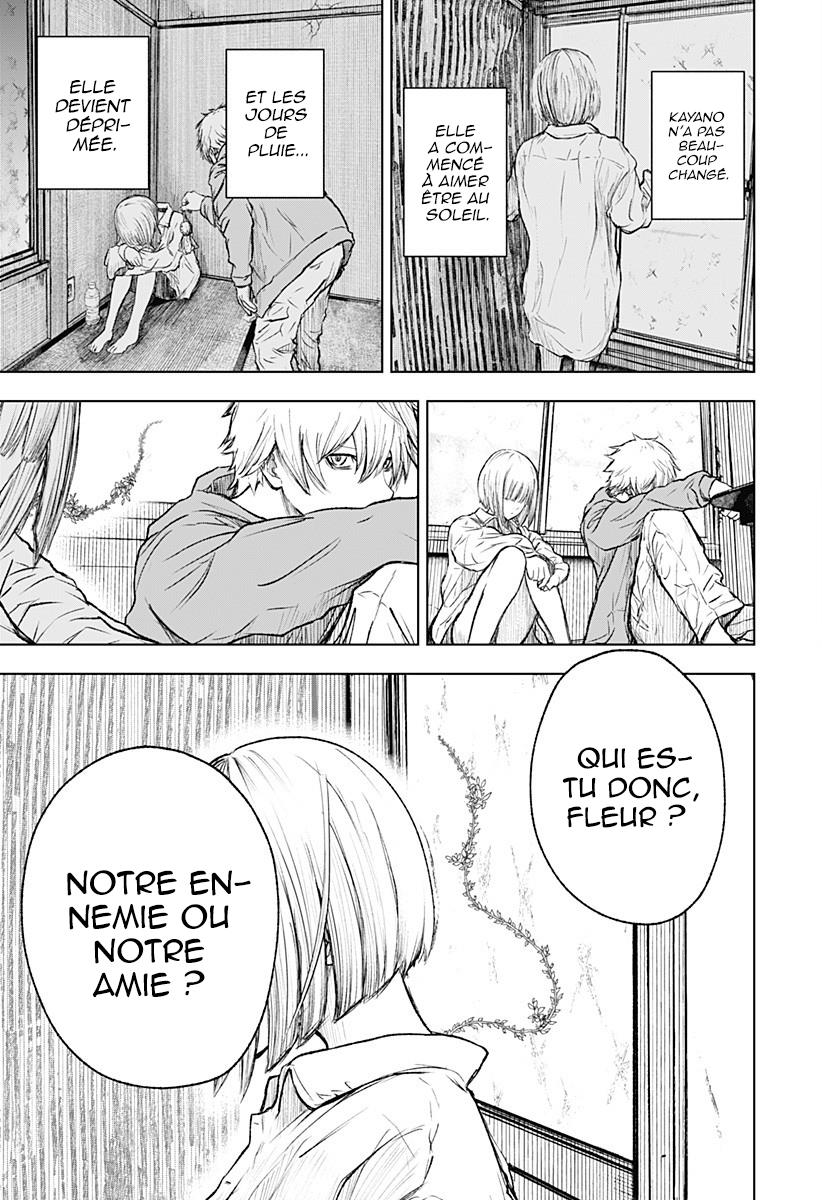 KAYANO
N'A PAS
BEAU-
COUP
CHANGÉ.
ELLE
A COM-
MENCÉ
À AIMER
ÊTRE AU
SOLEIL.
ET LES
JOURS
DE
PLUIE...
ELLE
DEVIENT
DÉPRI-
MÉE.
QUI ES-
TU DONC,
FLEUR ?
NOTRE EN-
NEMIE OU
NOTRE
AMIE ?